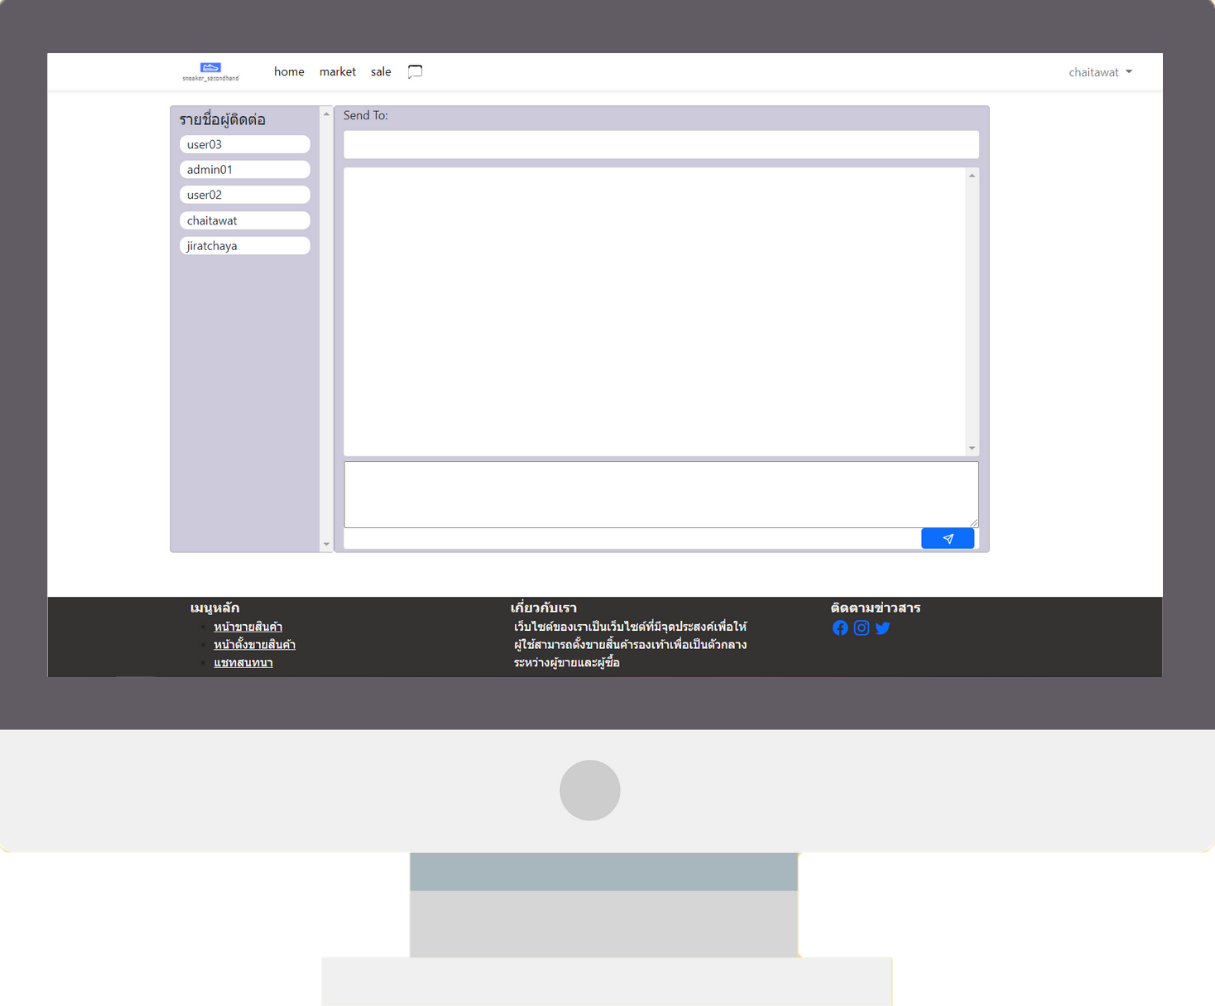 sneaker_secondhand
home market sale
chaitawat
รายชื่อผู้ติดต่อ
user03
admin01
user02
chaitawat
jiratchaya
Send To:
เมนูหลัก
หน้าขายสินค้า
หน้าตั้งขายสินค้า
แชทสนทนา
เกี่ยวกับเรา
เว็บไซต์ของเราเป็นเว็บไซต์ที่มีจุดประสงค์เพื่อให้
ผู้ใช้สามารถตั้งขายสิ้นค้ารองเท้าเพื่อเป็นตัวกลาง
ระหว่างผู้ขายและผู้ซื้อ
ติดตามข่าวสาร